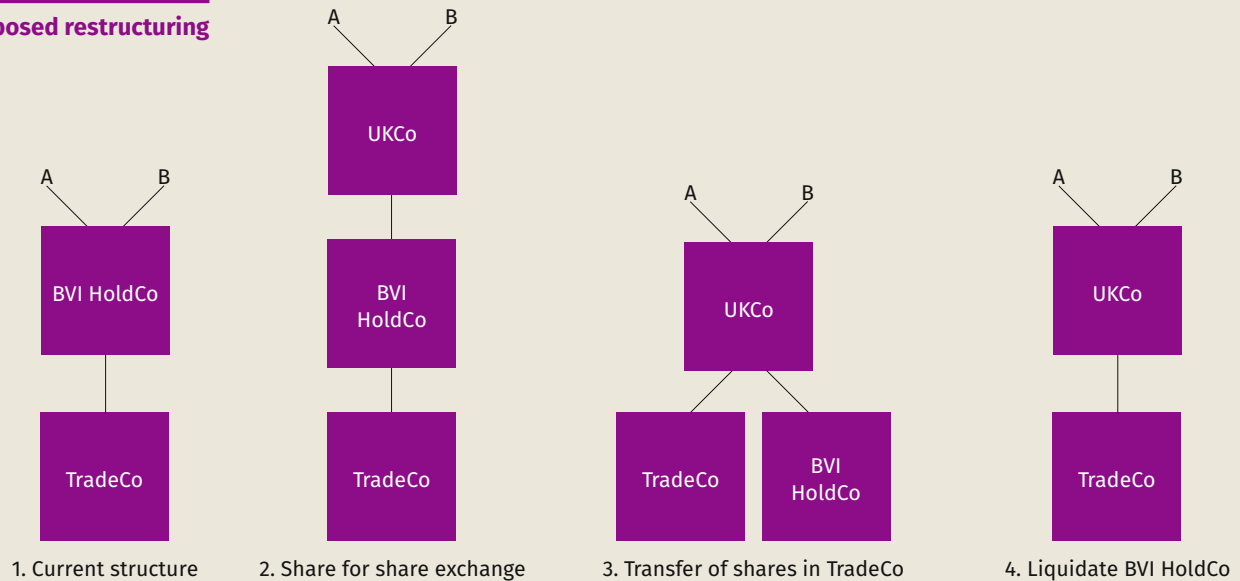 posed restructuring
A B
BVI HoldCo
TradeCo
1. Current structure
A B
UKCo
BVI
HoldCo
TradeCo
2. Share for share exchange
A B
UKCo
TradeCo
BVI
HoldCo
3. Transfer of shares in TradeCo
A B
UKCo
TradeCo
4. Liquidate BVI HoldCo